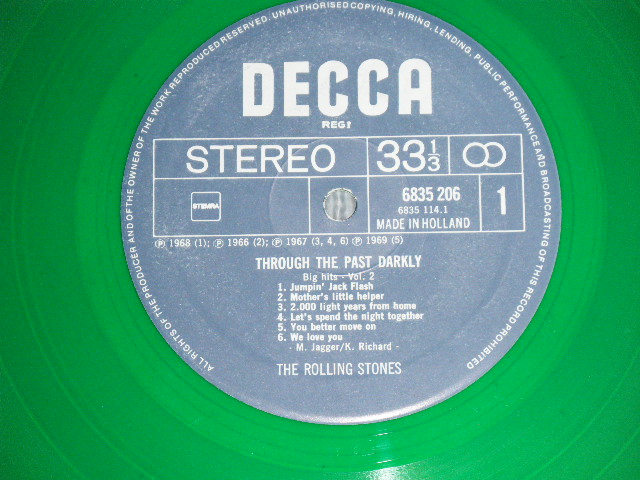 ALL RIGHTS OF THE PRODUCER AND OF THE OWNER OF THE WORK REPRODUCED RESERVED. UNAUTHORISED COPYING, HIRING, LENDING, PUBLIC PERFORMANCE AND BROADCASTING OF THIS RECORD PROHIBITED
DECCA
REG!
STEREO 33 1/3
STEMRA
6835 206
6835 114.1
MADE IN HOLLAND
1
Ⓟ 1968 (1); Ⓟ 1966 (2); Ⓟ 1967 (3, 4, 6) Ⓟ 1969 (5)
THROUGH THE PAST DARKLY
Big hits - Vol. 2
1. Jumpin' Jack Flash
2. Mother's little helper
3. 2.000 light years from home
4. Let's spend the night together
5. You better move on
6. We love you
- M. Jagger/K. Richard -
THE ROLLING STONES